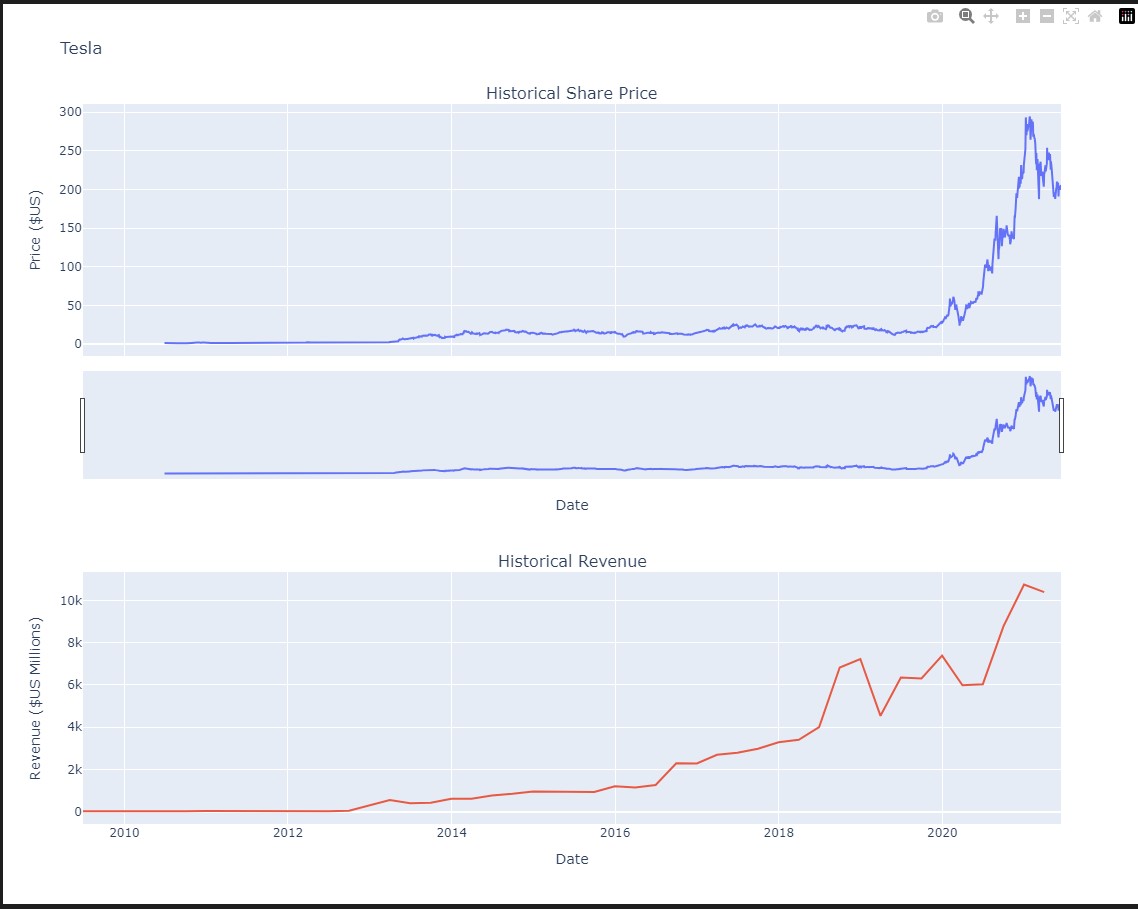 Tesla
Historical Share Price
300
250
200
150
100
50
0
Price ($US)
Date
Historical Revenue
10k
8k
6k
4k
2k
0
Revenue ($US Millions)
2010 2012 2014 2016 2018 2020
Date